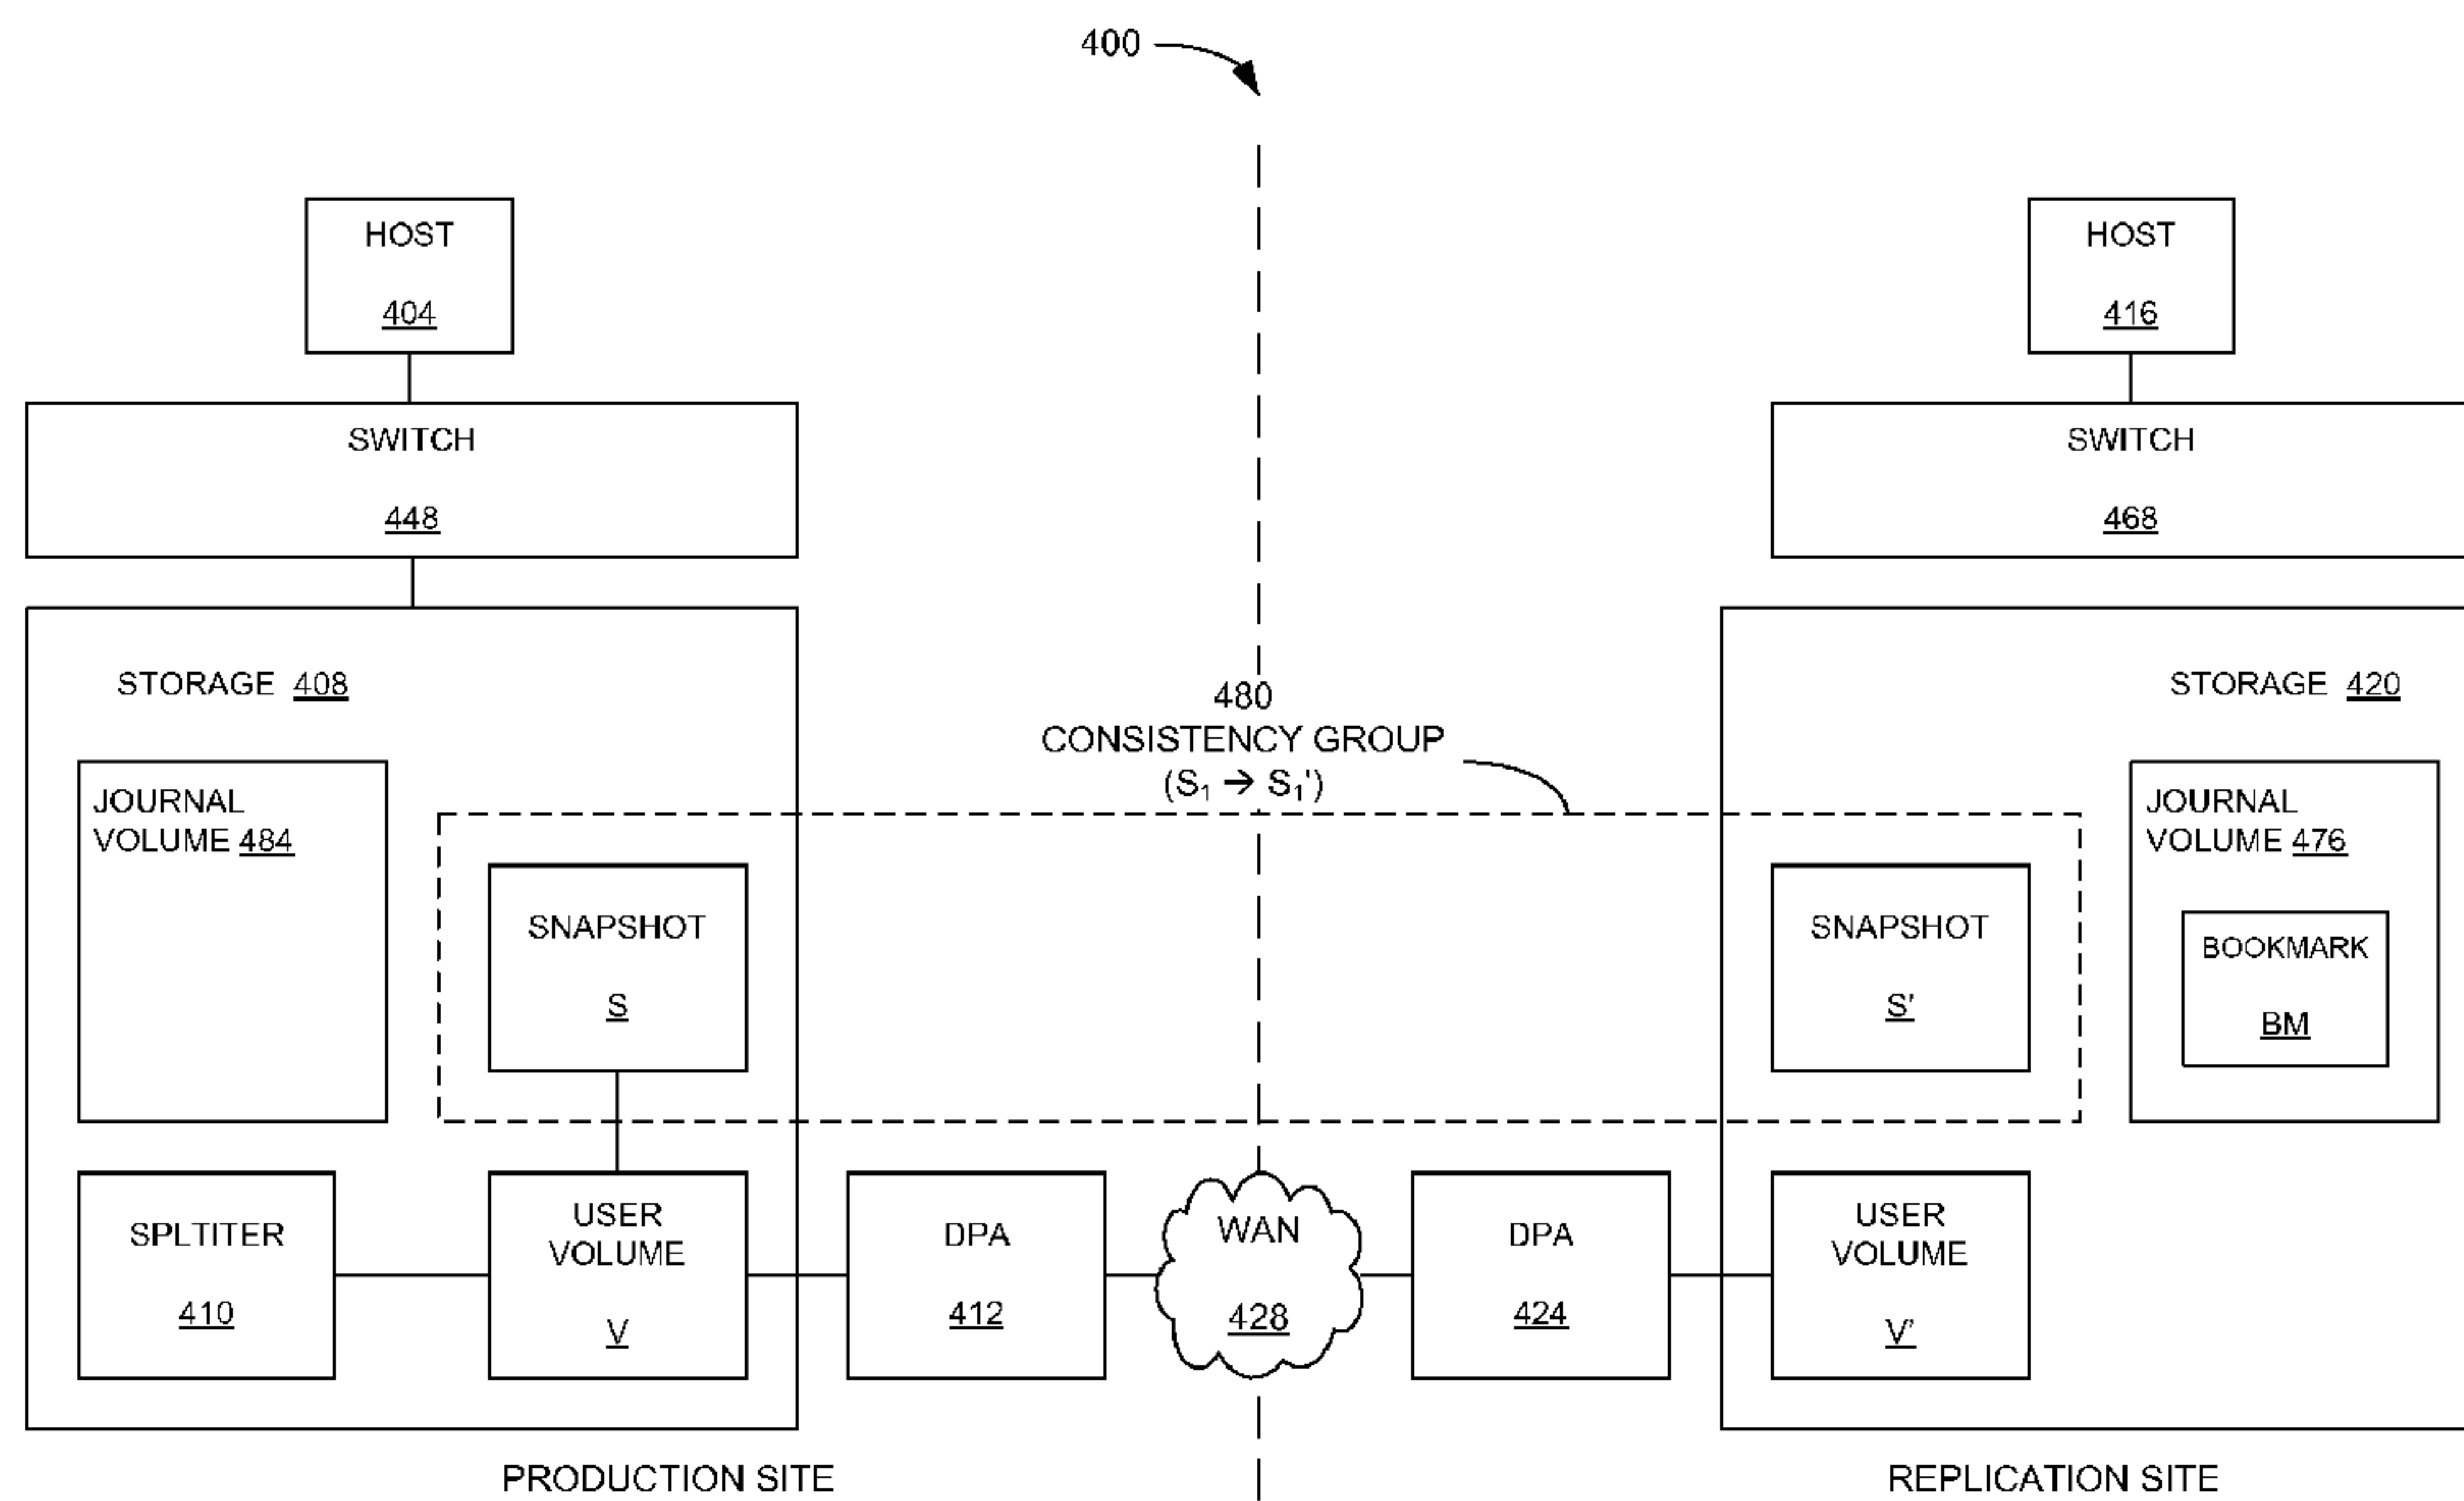 400
HOST
404
HOST
416
SWITCH
448
SWITCH
468
STORAGE 408
480
CONSISTENCY GROUP
(S₁ → S₁')
STORAGE 420
JOURNAL
VOLUME 484
SNAPSHOT
S
SNAPSHOT
S'
JOURNAL
VOLUME 476
BOOKMARK
BM
SPLTITER
410
USER
VOLUME
V
DPA
412
WAN
428
DPA
424
USER
VOLUME
V'
PRODUCTION SITE
REPLICATION SITE